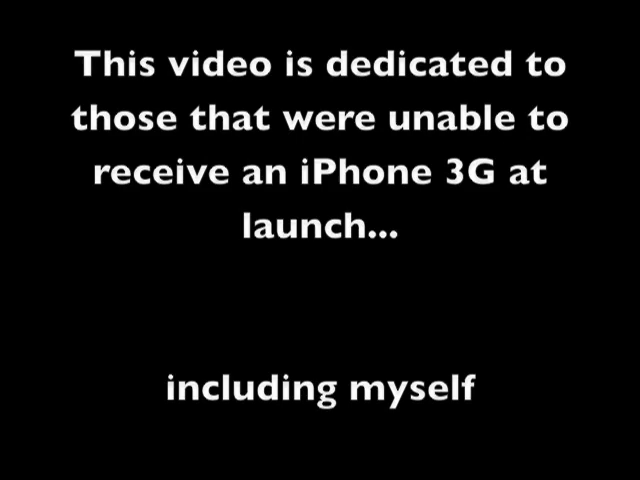 This video is dedicated to
those that were unable to
receive an iPhone 3G at
launch...
including myself